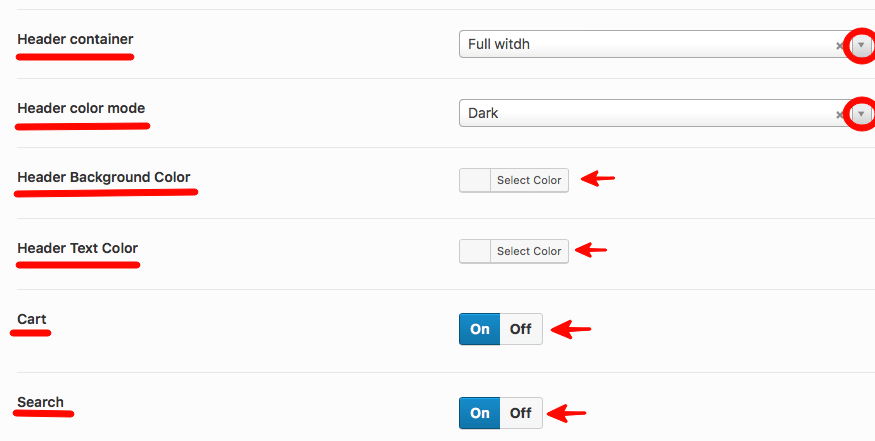 Header container
Full witdh
Header color mode
Dark
Header Background Color
Select Color
Header Text Color
Select Color
Cart
On Off
Search
On Off